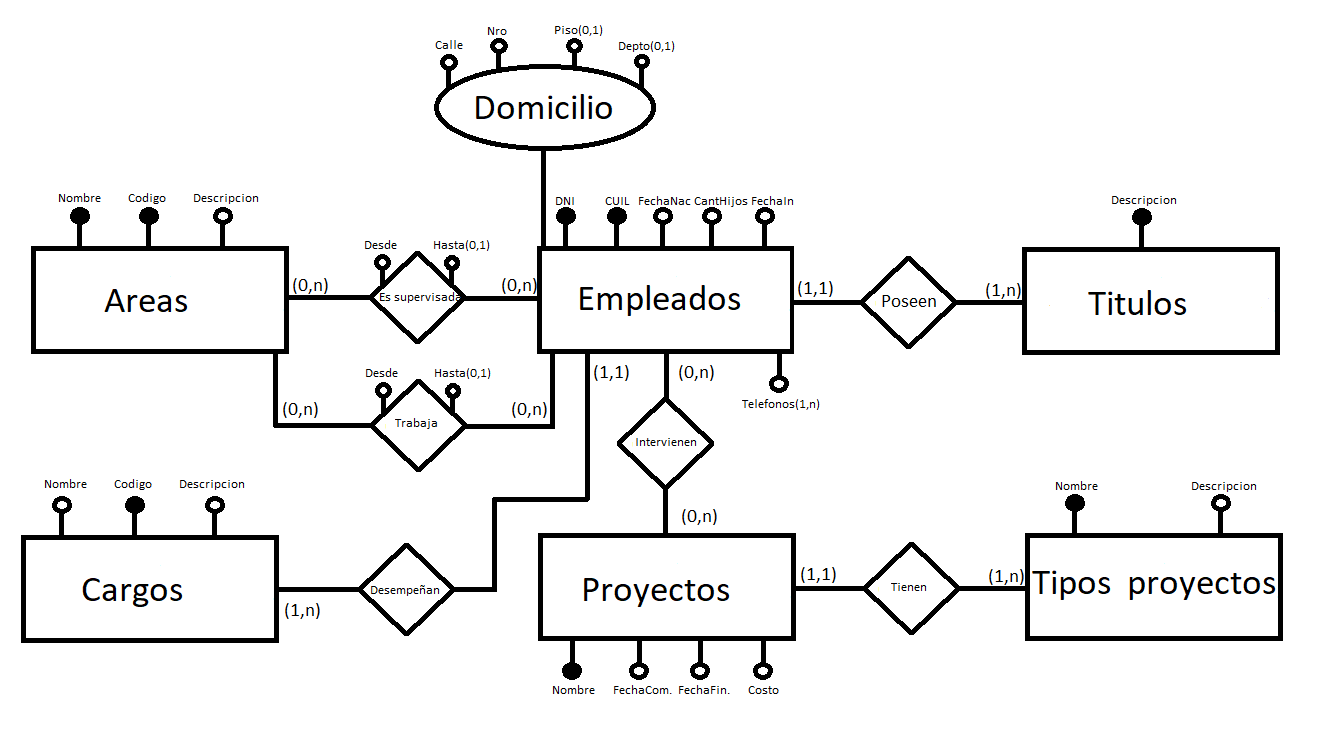 Calle
Nro
Piso(0,1)
Depto(0,1)
Domicilio
Nombre
Codigo
Descripcion
Areas
(0,n)
Desde
Hasta(0,1)
Es supervisada
(0,n)
DNI
CUIL
FechaNac
CantHijos
FechaIn
Empleados
(1,1)
Poseen
(1,n)
Descripcion
Titulos
(0,n)
Desde
Hasta(0,1)
Trabaja
(0,n)
(1,1)
(0,n)
Telefonos(1,n)
Intervienen
(0,n)
Nombre
Codigo
Descripcion
Cargos
(1,n)
Desempeñan
Proyectos
Nombre
FechaCom.
FechaFin.
Costo
(1,1)
Tienen
(1,n)
Nombre
Descripcion
Tipos proyectos